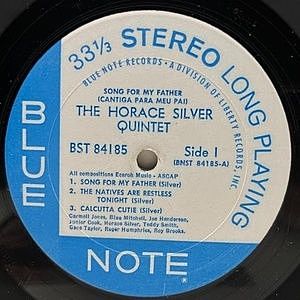 33⅓ STEREO LONG PLAYING
BLUE NOTE RECORDS • A DIVISION OF LIBERTY RECORDS, INC.
SONG FOR MY FATHER
(CANTIGA PARA MEU PAI)
THE HORACE SILVER
QUINTET
BST 84185
Side 1
(BNST 84185-A)
All compositions Ecaroh Music - ASCAP
1. SONG FOR MY FATHER (Silver)
2. THE NATIVES ARE RESTLESS
TONIGHT (Silver)
3. CALCUTTA CUTIE (Silver)
Carmell Jones, Blue Mitchell, Joe Henderson,
Junior Cook, Horace Silver, Teddy Smith,
Gene Taylor, Roger Humphries, Roy Brooks.
BLUE
NOTE®